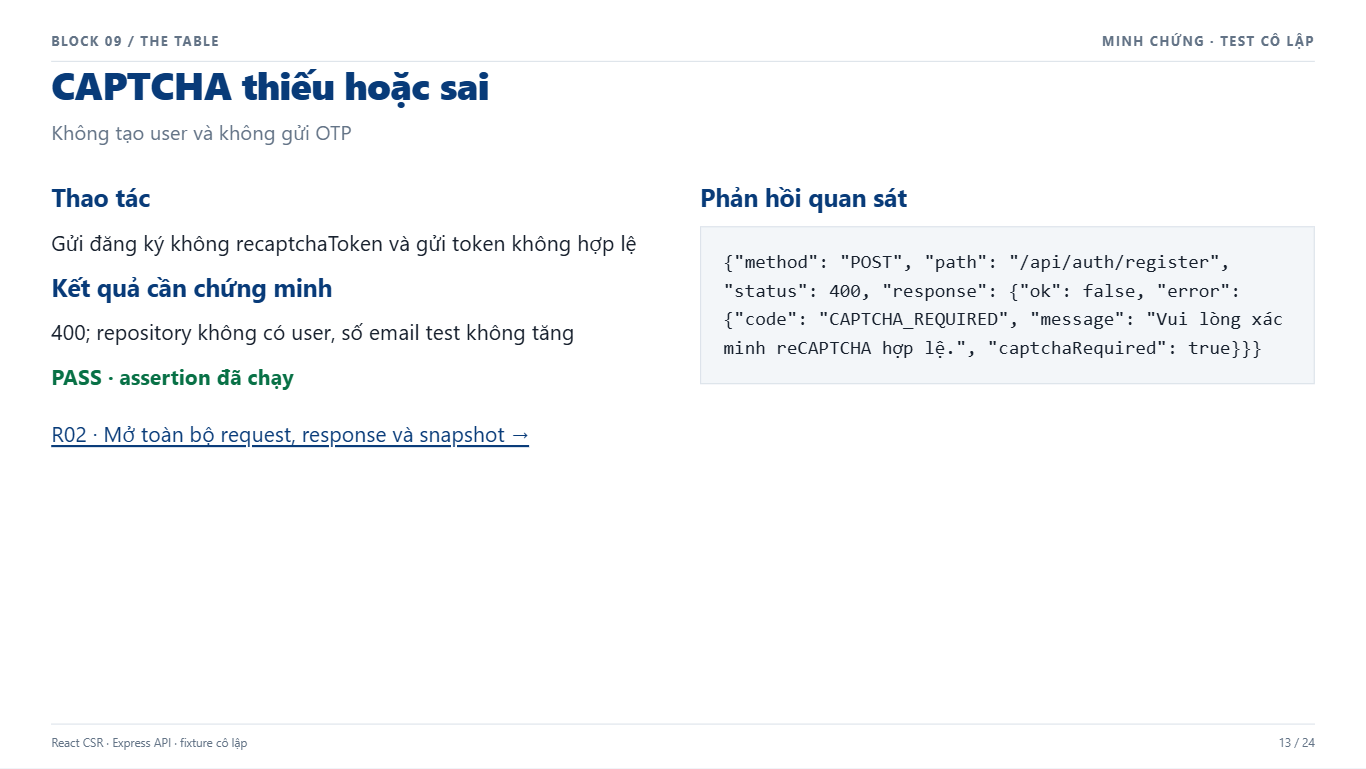 BLOCK 09 / THE TABLE
MINH CHỨNG · TEST CÔ LẬP
CAPTCHA thiếu hoặc sai
Không tạo user và không gửi OTP
Thao tác
Gửi đăng ký không recaptchaToken và gửi token không hợp lệ
Kết quả cần chứng minh
400; repository không có user, số email test không tăng
PASS · assertion đã chạy
R02 · Mở toàn bộ request, response và snapshot →
Phản hồi quan sát
{"method": "POST", "path": "/api/auth/register",
"status": 400, "response": {"ok": false, "error":
{"code": "CAPTCHA_REQUIRED", "message": "Vui lòng xác
minh reCAPTCHA hợp lệ.", "captchaRequired": true}}}
React CSR · Express API · fixture cô lập
13 / 24